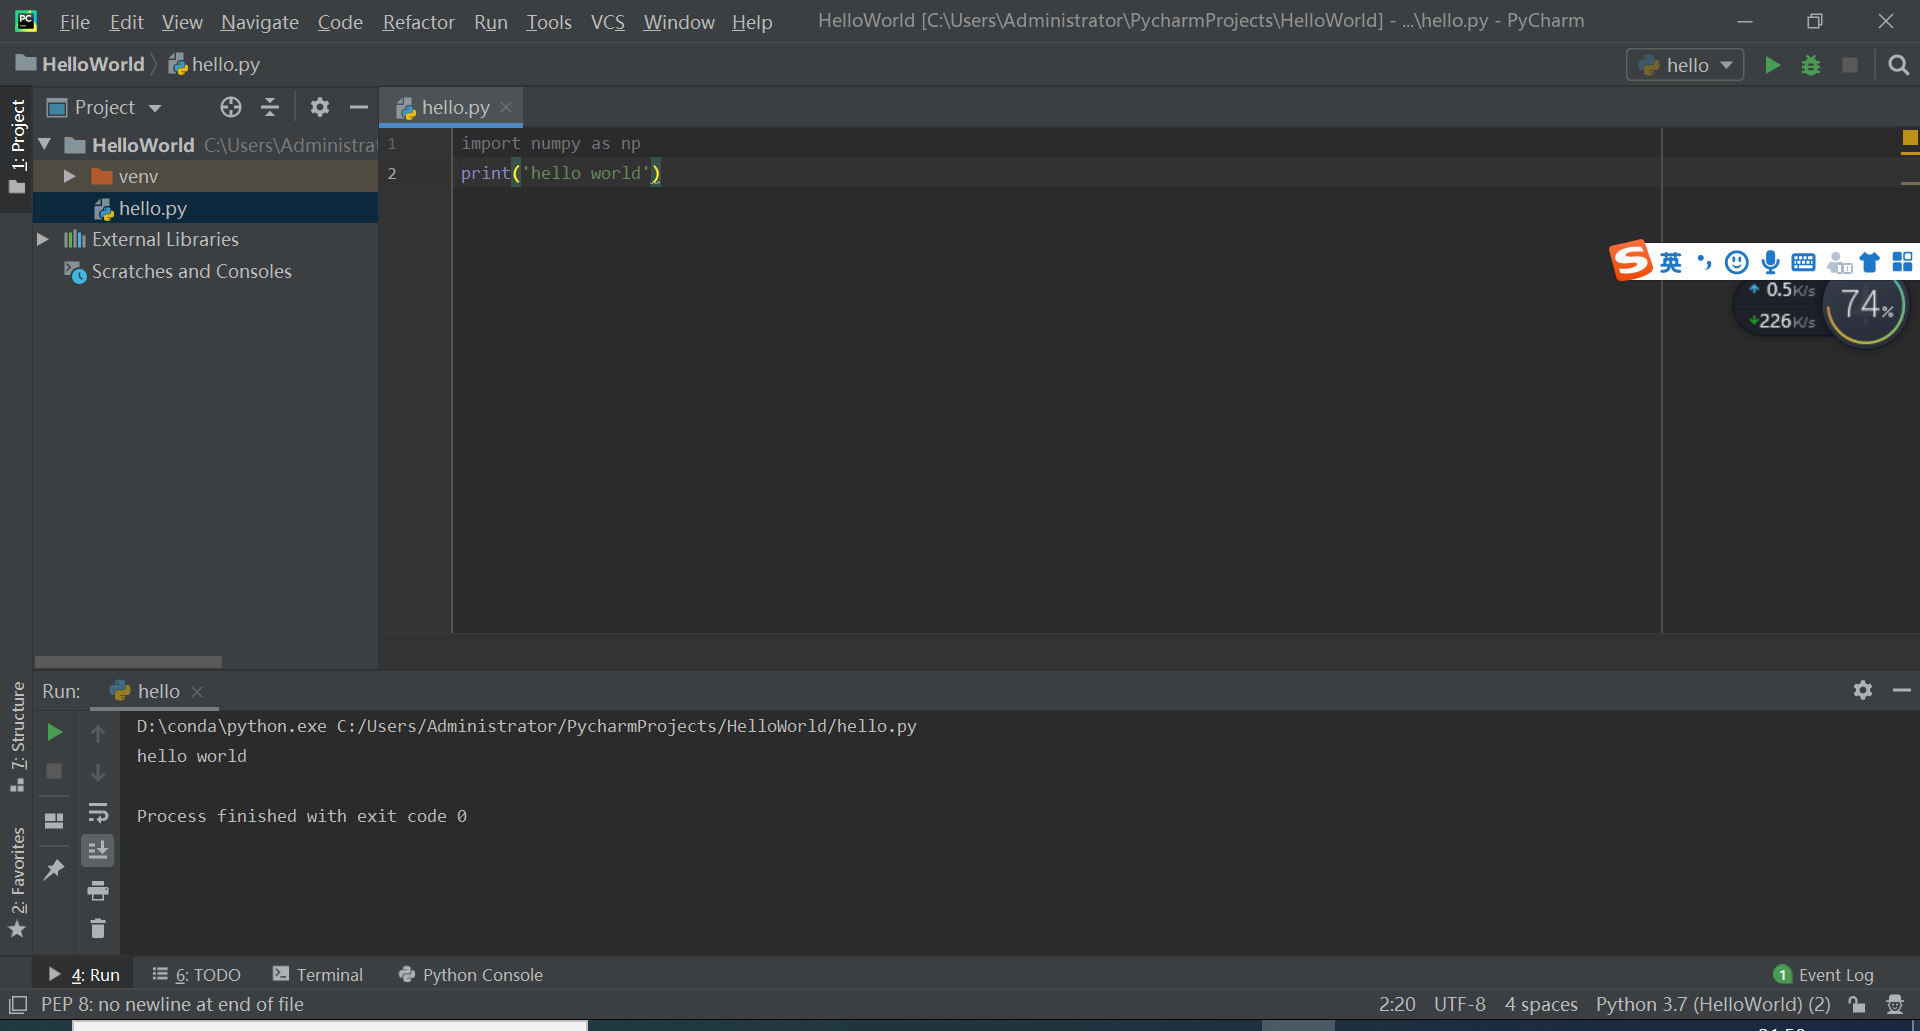 PC File Edit View Navigate Code Refactor Run Tools VCS Window Help HelloWorld [C:\Users\Administrator\PycharmProjects\HelloWorld] - ...\hello.py - PyCharm
HelloWorld hello.py hello
1: Project
Project
hello.py
HelloWorld C:\Users\Administrat
venv
hello.py
External Libraries
Scratches and Consoles
1 import numpy as np
2 print('hello world')
S 英
0.5K/s
226K/s
74%
7: Structure
2: Favorites
Run: hello
D:\conda\python.exe C:/Users/Administrator/PycharmProjects/HelloWorld/hello.py
hello world
Process finished with exit code 0
4: Run 6: TODO Terminal Python Console 1 Event Log
PEP 8: no newline at end of file 2:20 UTF-8 4 spaces Python 3.7 (HelloWorld) (2)